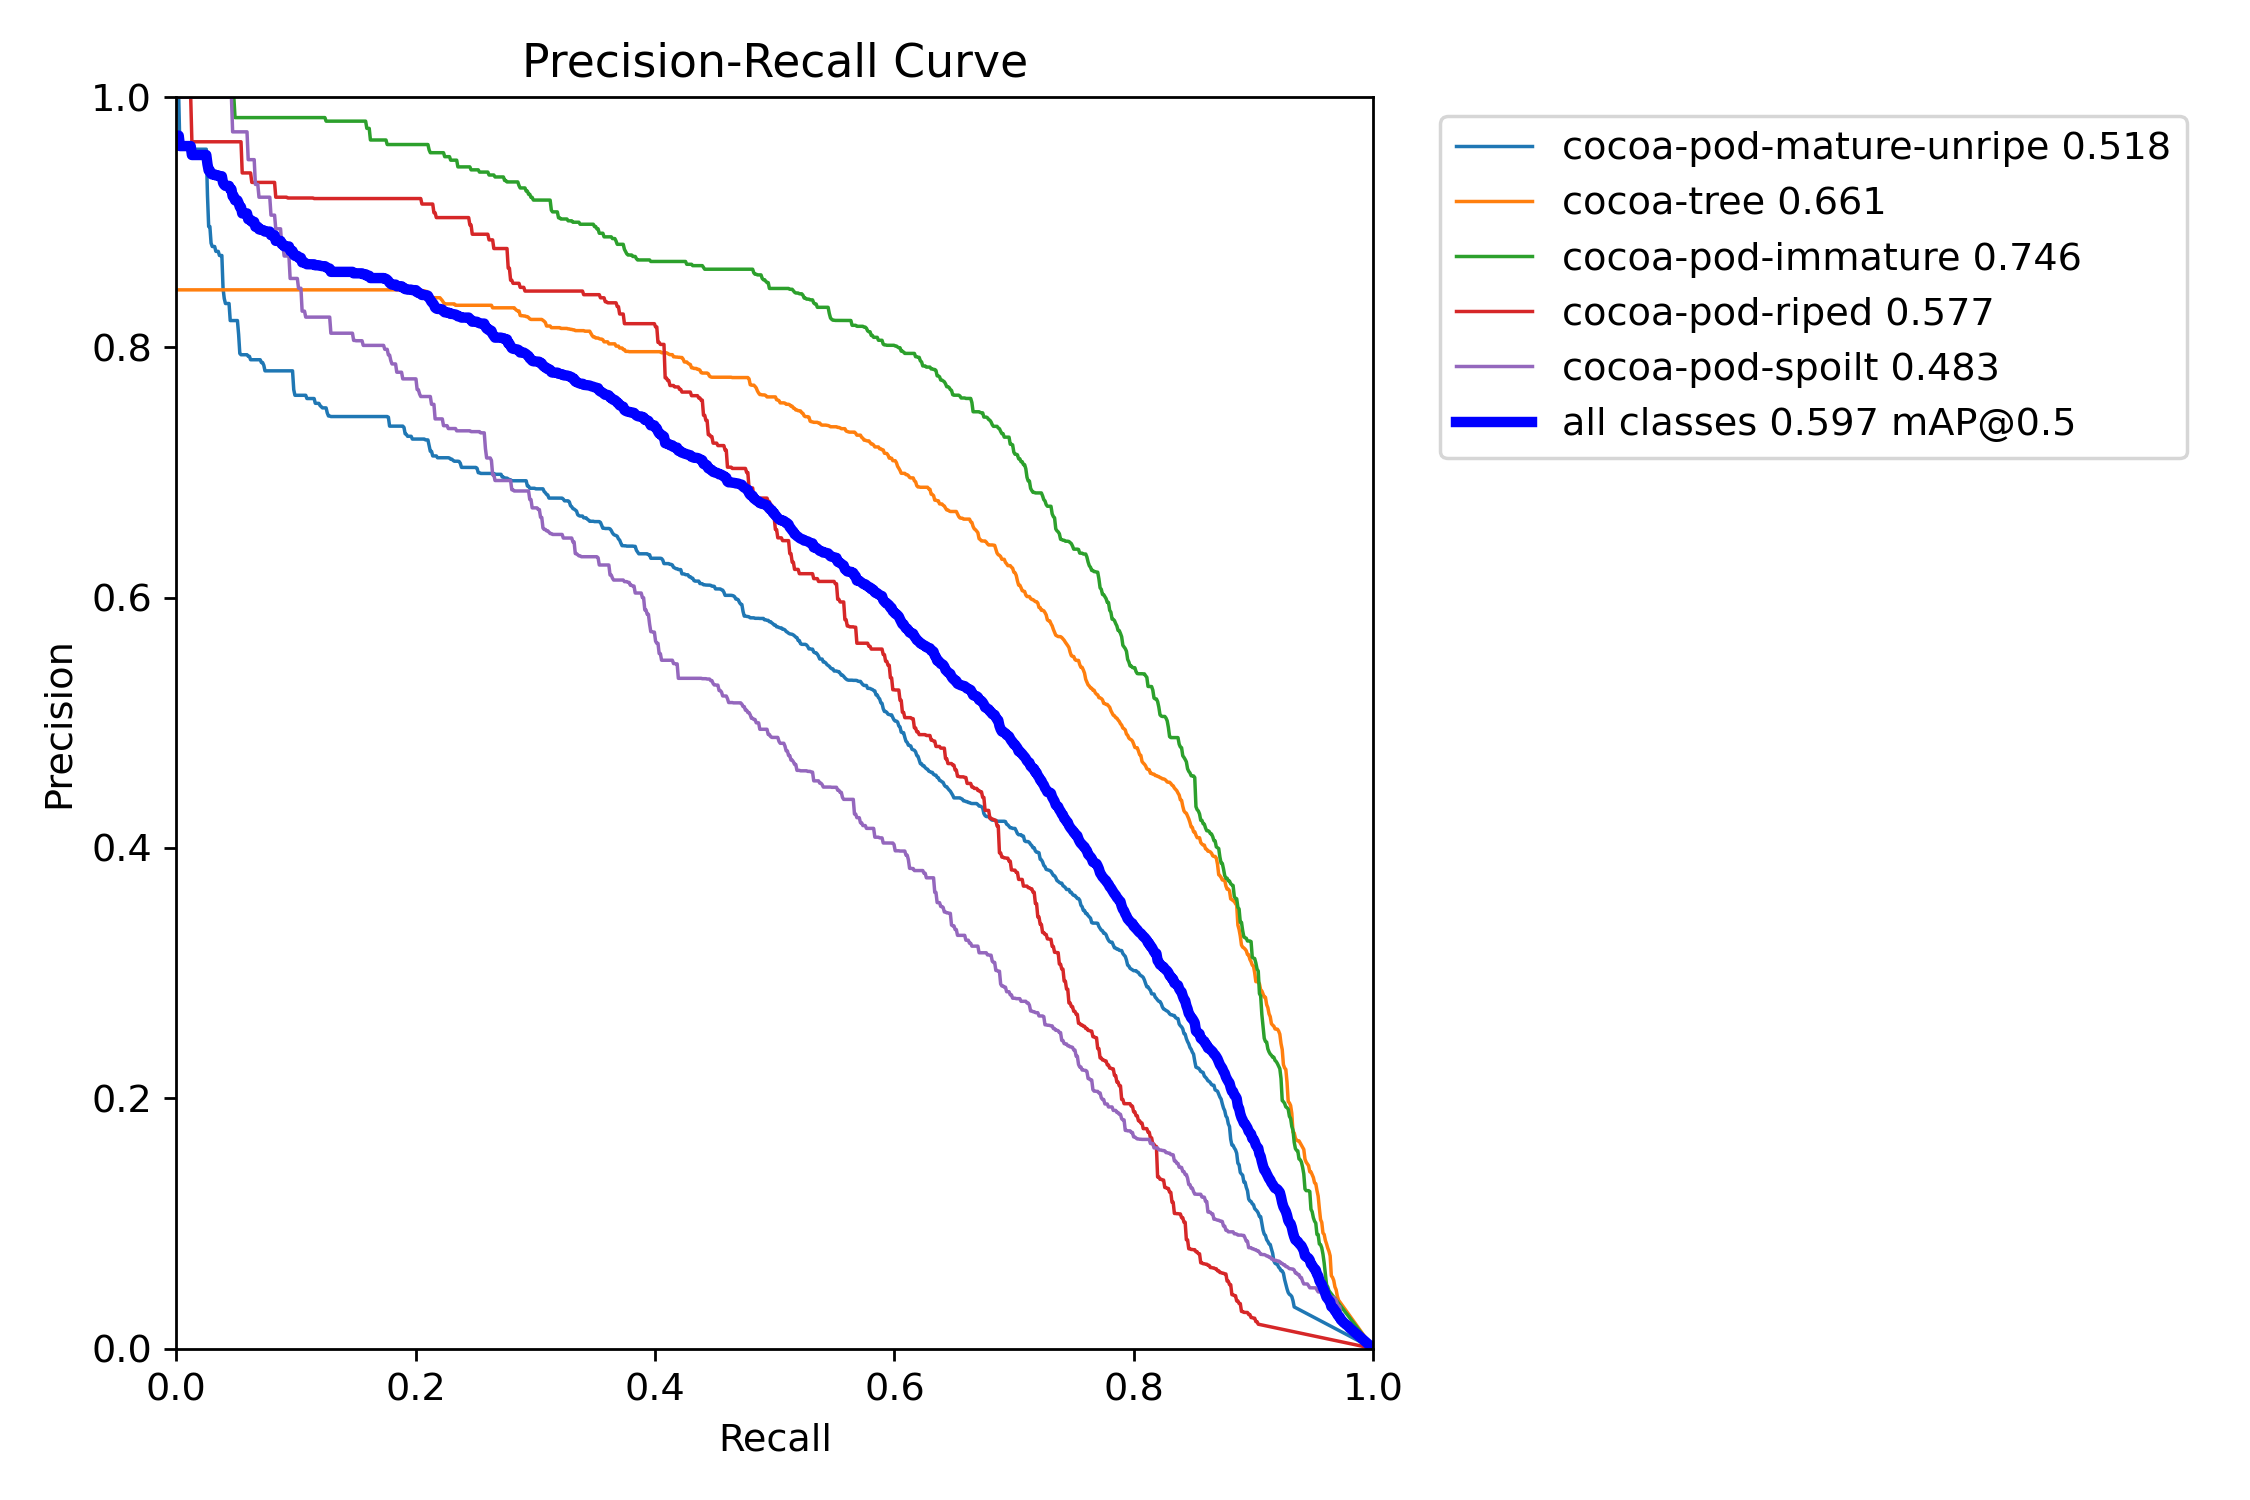 Precision-Recall Curve
1.0
0.8
0.6
0.4
0.2
0.0
Precision
0.0 0.2 0.4 0.6 0.8 1.0
Recall
cocoa-pod-mature-unripe 0.518
cocoa-tree 0.661
cocoa-pod-immature 0.746
cocoa-pod-riped 0.577
cocoa-pod-spoilt 0.483
all classes 0.597 mAP@0.5